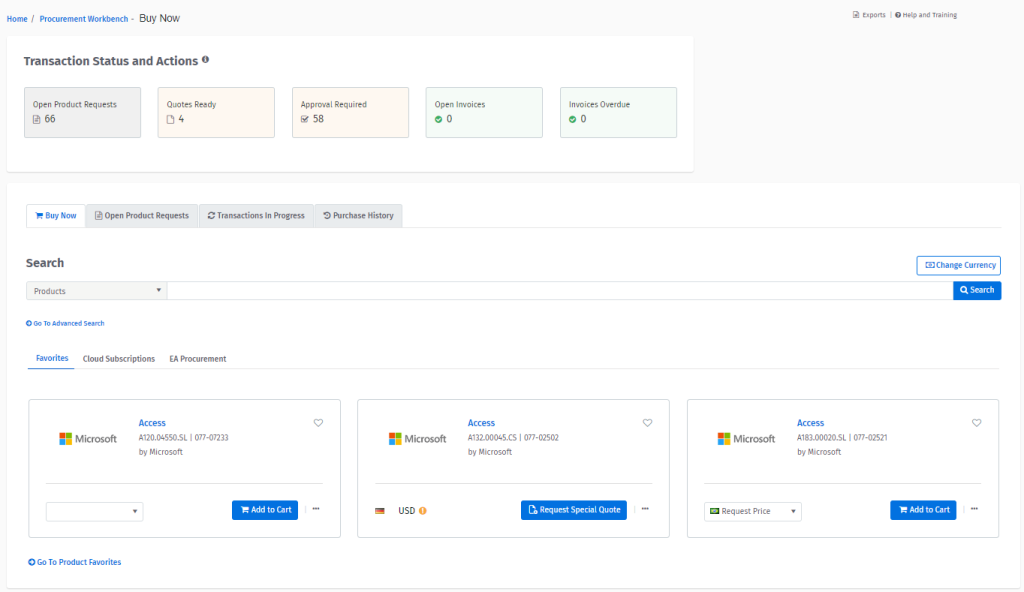 Home / Procurement Workbench - Buy Now
Exports | Help and Training
Transaction Status and Actions
Open Product Requests
66
Quotes Ready
4
Approval Required
58
Open Invoices
0
Invoices Overdue
0
Buy Now
Open Product Requests
Transactions In Progress
Purchase History
Search
Change Currency
Products
Search
Go To Advanced Search
Favorites
Cloud Subscriptions
EA Procurement
Microsoft
Access
A120.04550.SL | 077-07233
by Microsoft
Add to Cart
Microsoft
Access
A132.00045.CS | 077-02502
by Microsoft
USD
Request Special Quote
Microsoft
Access
A183.00020.SL | 077-02521
by Microsoft
Request Price
Add to Cart
Go To Product Favorites